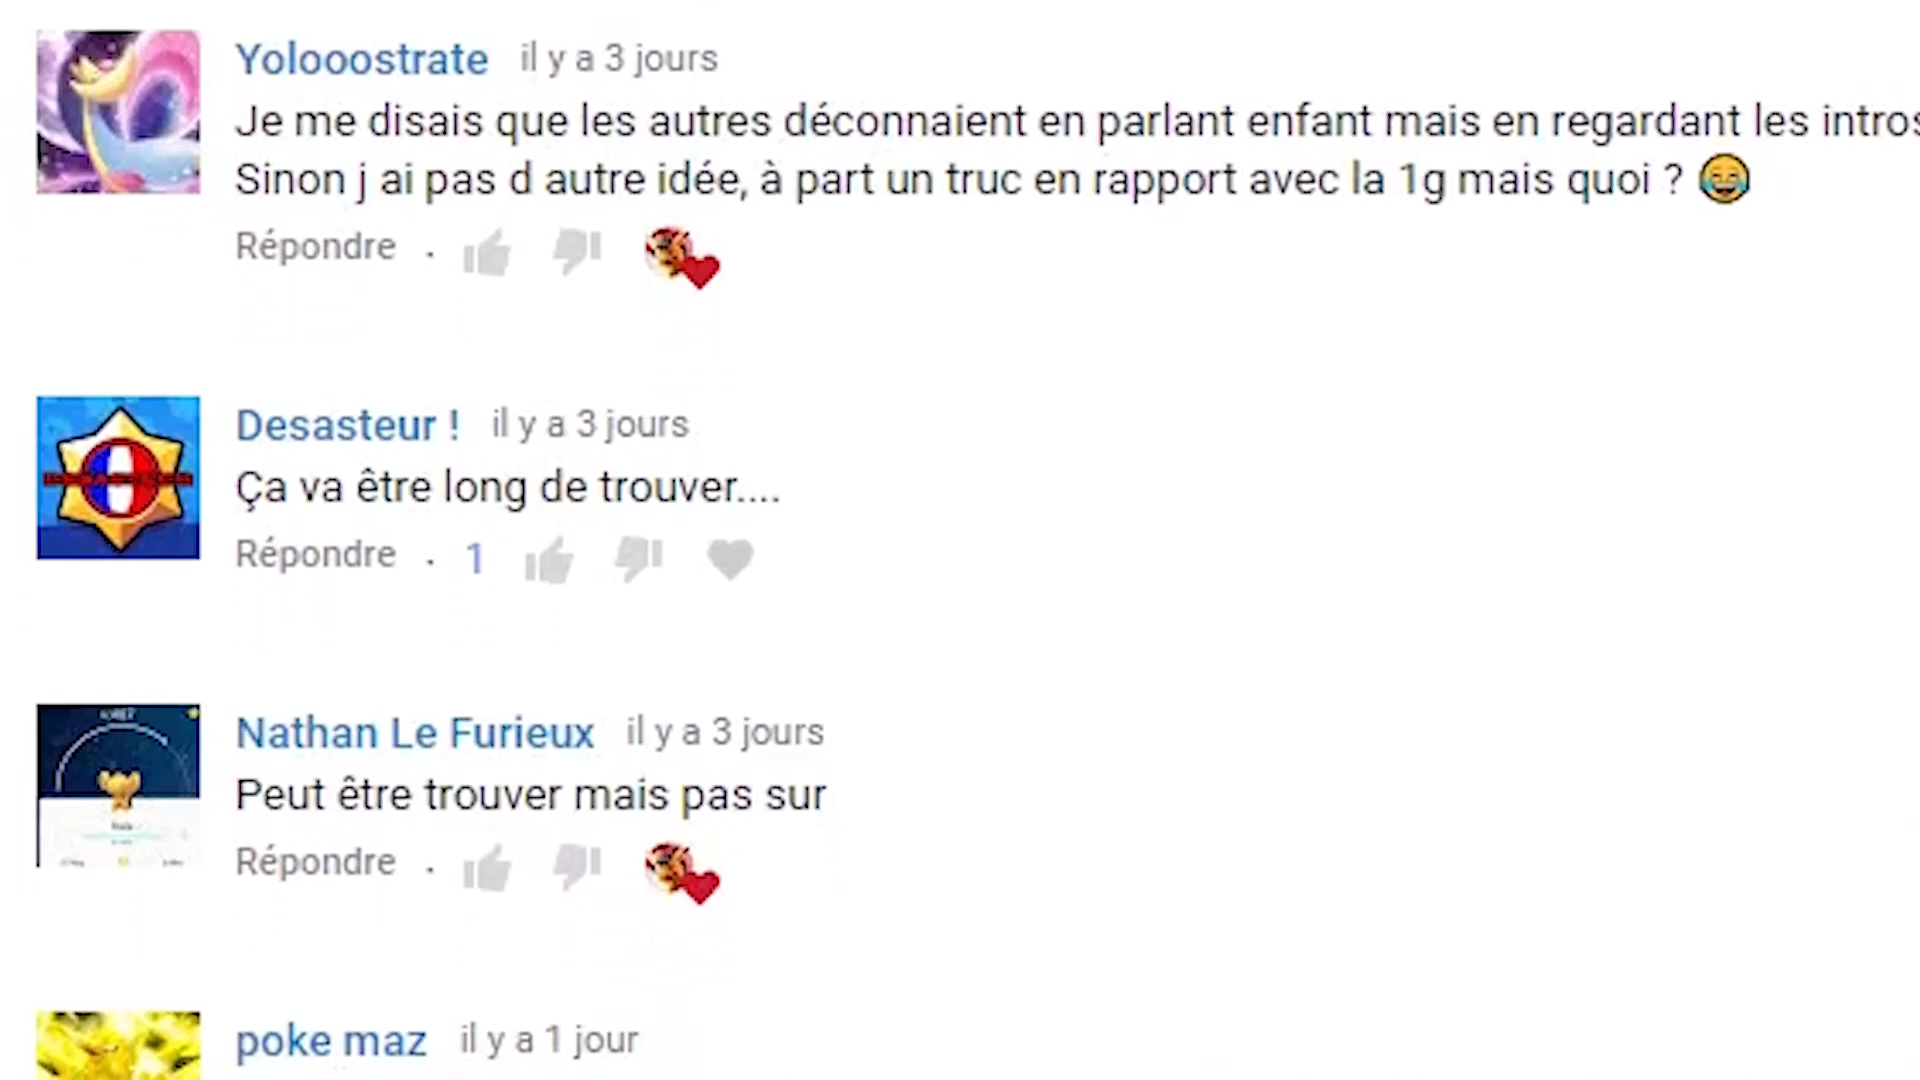 Yolooostrate il y a 3 jours
Je me disais que les autres déconnaient en parlant enfant mais en regardant les intros
Sinon j ai pas d autre idée, à part un truc en rapport avec la 1g mais quoi ? 😂
Répondre .
Desasteur ! il y a 3 jours
Ça va être long de trouver....
Répondre . 1
Nathan Le Furieux il y a 3 jours
Peut être trouver mais pas sur
Répondre .
poke maz il y a 1 jour